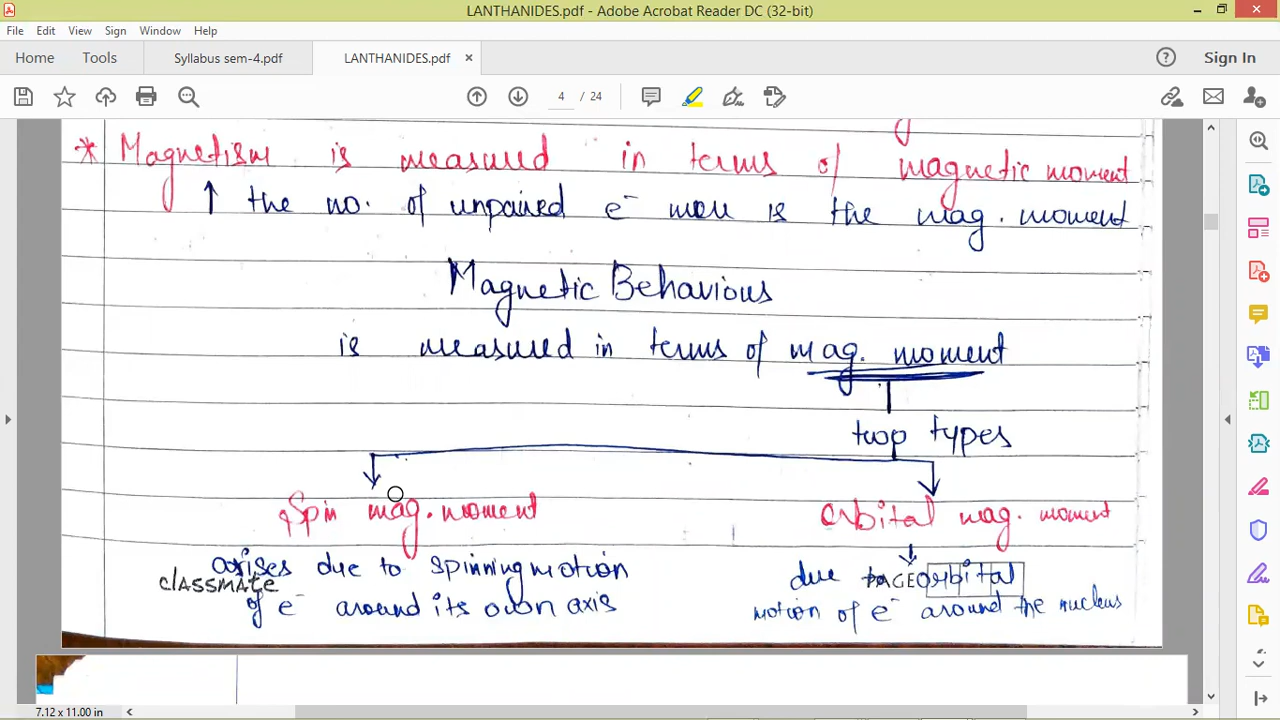 LANTHANIDES.pdf - Adobe Acrobat Reader DC (32-bit)
File Edit View Sign Window Help
Home Tools Syllabus sem-4.pdf LANTHANIDES.pdf × Sign In
4 / 24
* Magnetism is measured in terms of magnetic moment
↑ the no. of unpaired e⁻ more is the mag. moment
Magnetic Behavious
is measured in terms of mag. moment
two types
Spin mag. moment
orbital mag. moment
arises due to spinning motion
due to orbital
classmate
PAGE
of e⁻ around its own axis
motion of e⁻ around the nucleus
7.12 x 11.00 in